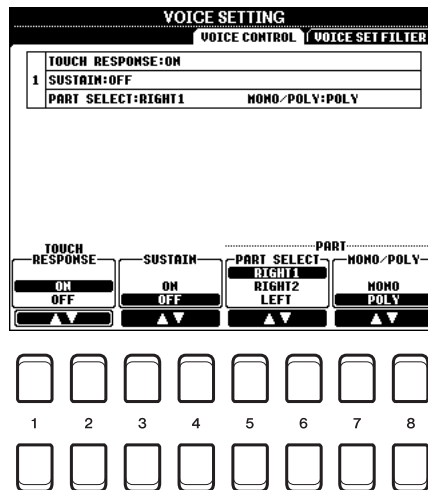 VOICE SETTING
VOICE CONTROL VOICE SET FILTER
TOUCH RESPONSE:ON
1 SUSTAIN:OFF
PART SELECT:RIGHT1 MONO/POLY:POLY
PART
TOUCH RESPONSE SUSTAIN PART SELECT MONO/POLY
RIGHT1
ON ON RIGHT2 MONO
OFF OFF LEFT POLY
1 2 3 4 5 6 7 8